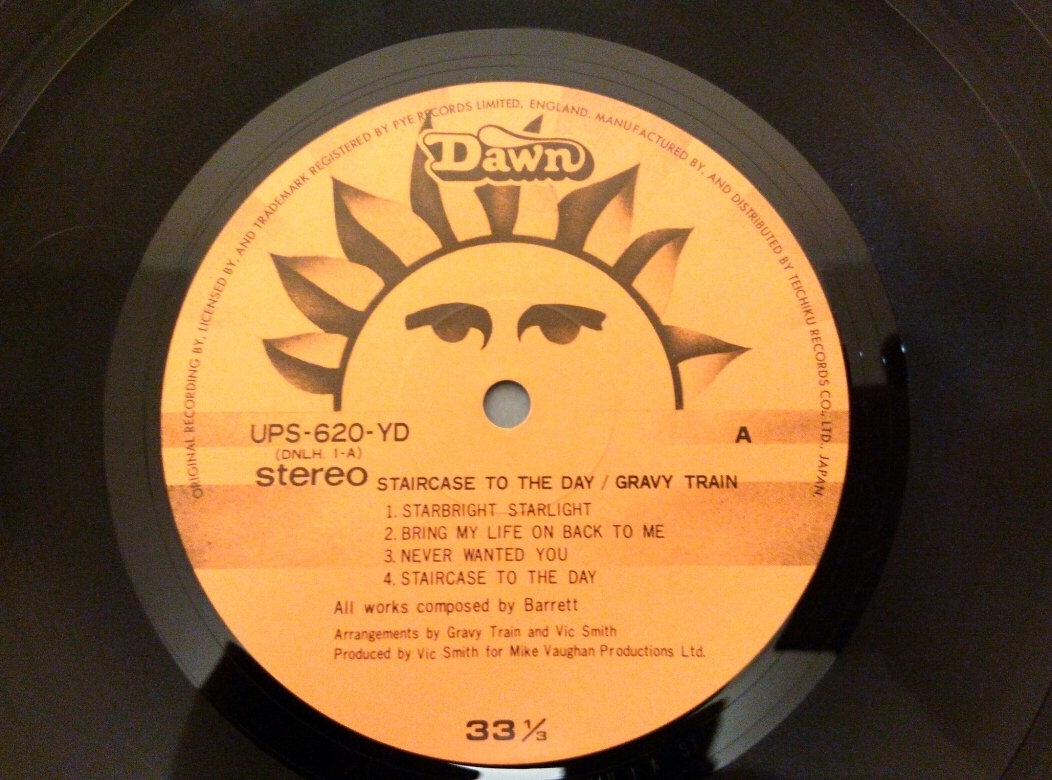 ORIGINAL RECORDING BY, LICENSED BY, AND TRADEMARK REGISTERED BY PYE RECORDS LIMITED, ENGLAND. MANUFACTURED BY, AND DISTRIBUTED BY TEICHIKU RECORDS CO., LTD., JAPAN.
Dawn
UPS-620-YD A
(DNLH. 1-A)
stereo STAIRCASE TO THE DAY / GRAVY TRAIN
1. STARBRIGHT STARLIGHT
2. BRING MY LIFE ON BACK TO ME
3. NEVER WANTED YOU
4. STAIRCASE TO THE DAY
All works composed by Barrett
Arrangements by Gravy Train and Vic Smith
Produced by Vic Smith for Mike Vaughan Productions Ltd.
33 ⅓